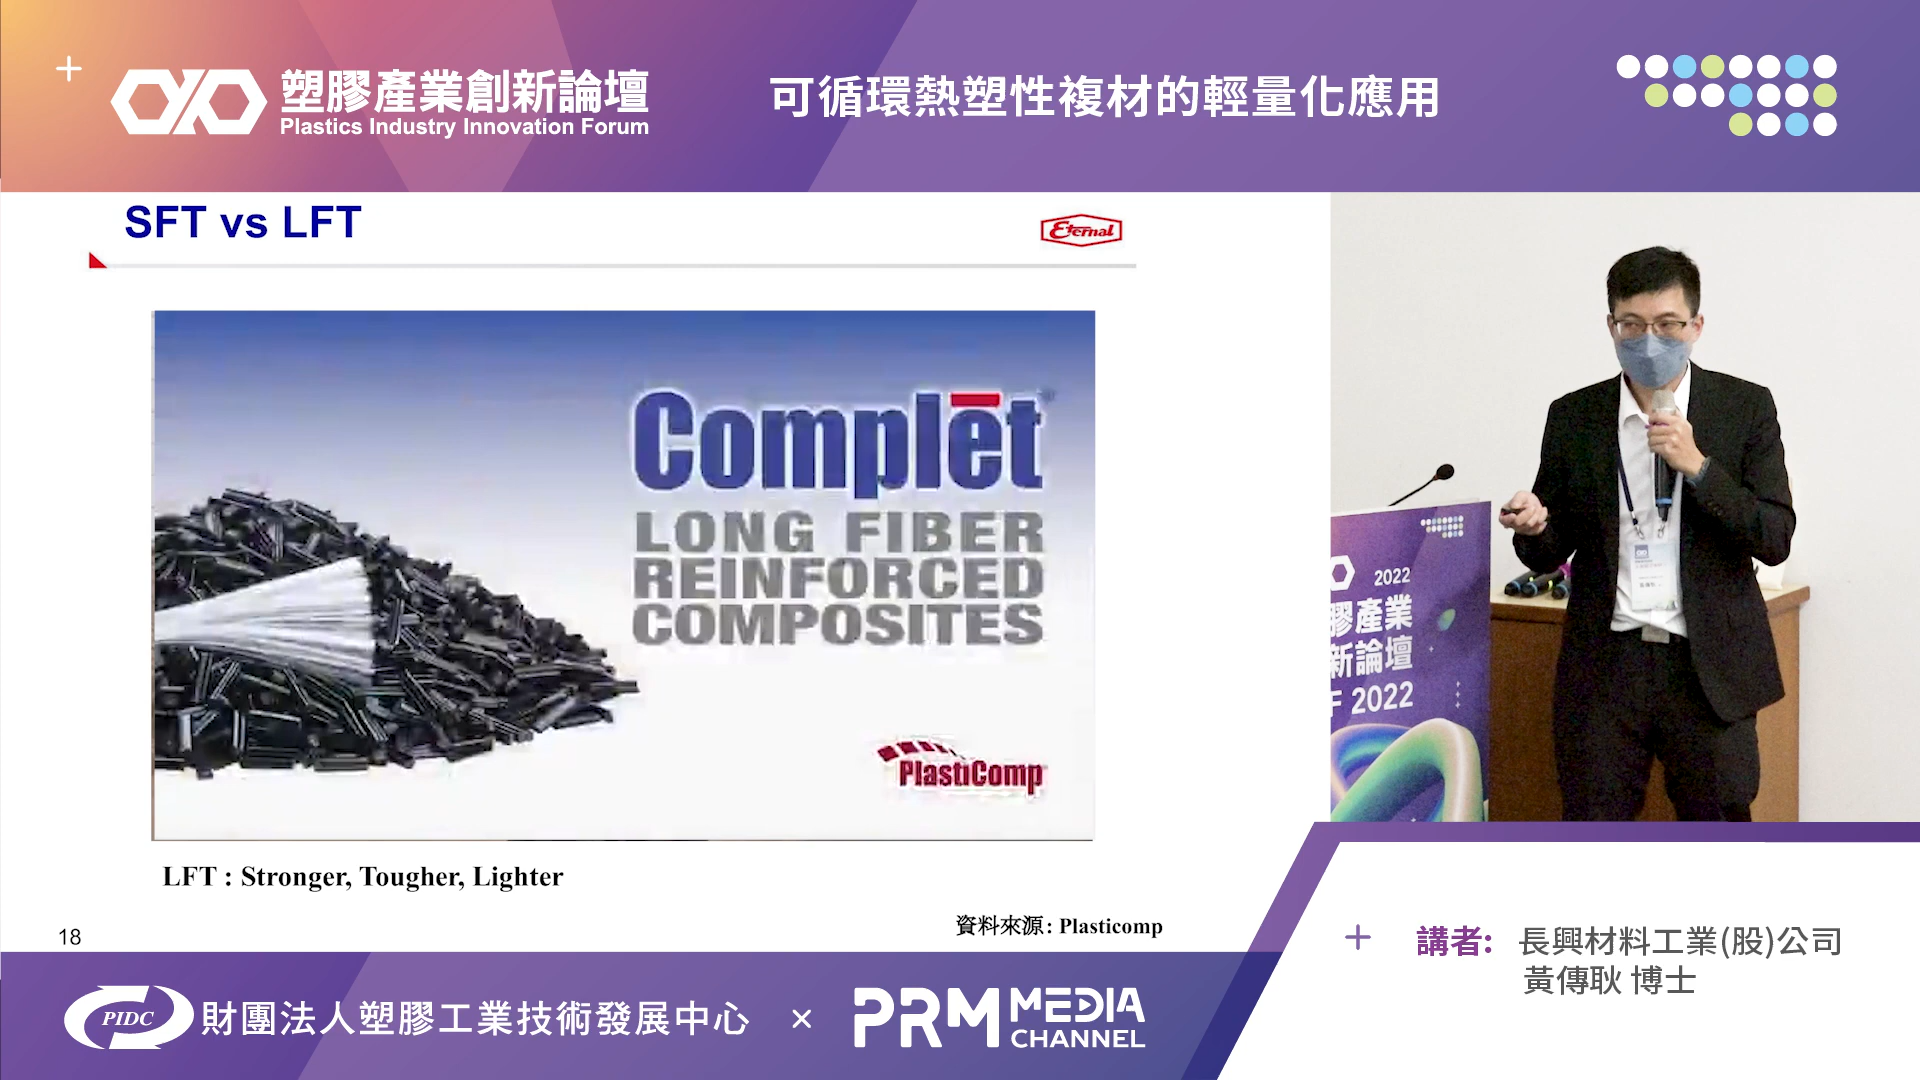 塑膠產業創新論壇
Plastics Industry Innovation Forum
可循環熱塑性複材的輕量化應用
SFT vs LFT
Eternal
Complēt
LONG FIBER
REINFORCED
COMPOSITES
PlastiComp
LFT : Stronger, Tougher, Lighter
資料來源: Plasticomp
18
2022
膠產業
新論壇
F 2022
講者: 長興材料工業(股)公司
黃傳耿 博士
PIDC 財團法人塑膠工業技術發展中心 × PRM MEDIA CHANNEL